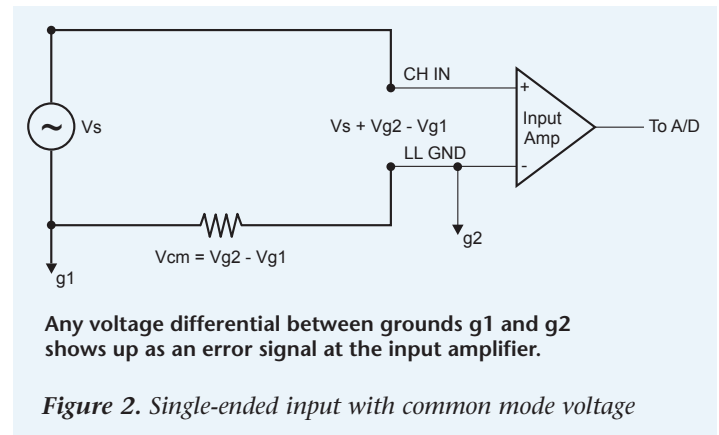 CH IN
+
Vs
Vs + Vg2 - Vg1
Input
Amp
To A/D
LL GND
-
g2
Vcm = Vg2 - Vg1
g1
Any voltage differential between grounds g1 and g2
shows up as an error signal at the input amplifier.
Figure 2. Single-ended input with common mode voltage